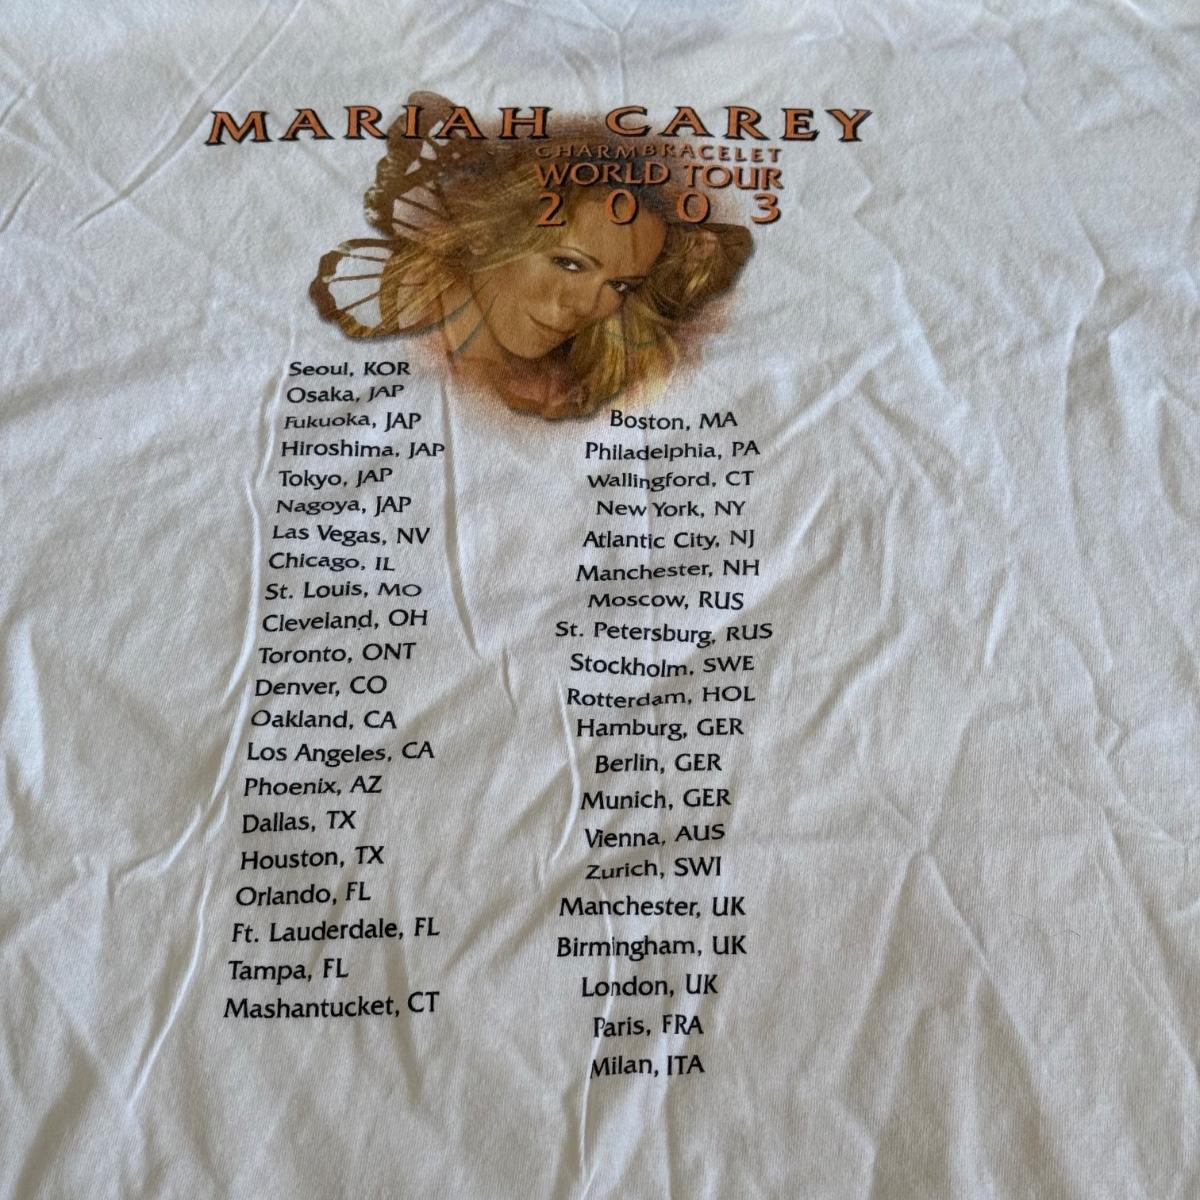 MARIAH CAREY
CHARMBRACELET
WORLD TOUR
2003
Seoul, KOR
Osaka, JAP
Fukuoka, JAP
Hiroshima, JAP
Tokyo, JAP
Nagoya, JAP
Las Vegas, NV
Chicago, IL
St. Louis, MO
Cleveland, OH
Toronto, ONT
Denver, CO
Oakland, CA
Los Angeles, CA
Phoenix, AZ
Dallas, TX
Houston, TX
Orlando, FL
Ft. Lauderdale, FL
Tampa, FL
Mashantucket, CT
Boston, MA
Philadelphia, PA
Wallingford, CT
New York, NY
Atlantic City, NJ
Manchester, NH
Moscow, RUS
St. Petersburg, RUS
Stockholm, SWE
Rotterdam, HOL
Hamburg, GER
Berlin, GER
Munich, GER
Vienna, AUS
Zurich, SWI
Manchester, UK
Birmingham, UK
London, UK
Paris, FRA
Milan, ITA